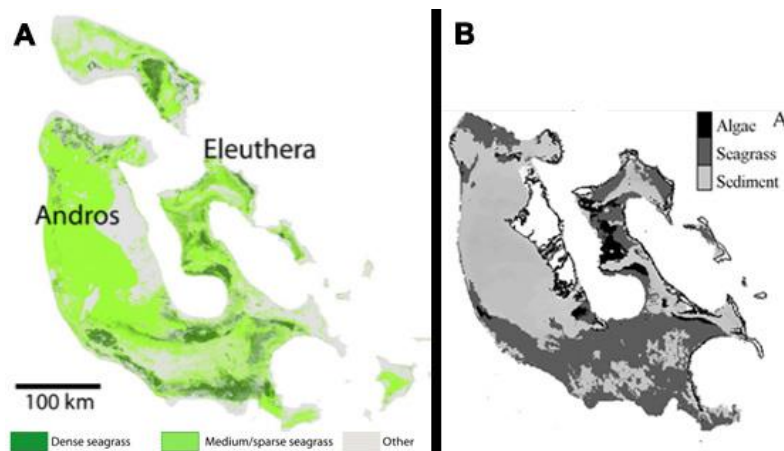 A
Eleuthera
Andros
100 km
Dense seagrass
Medium/sparse seagrass
Other
B
A
Algae
Seagrass
Sediment